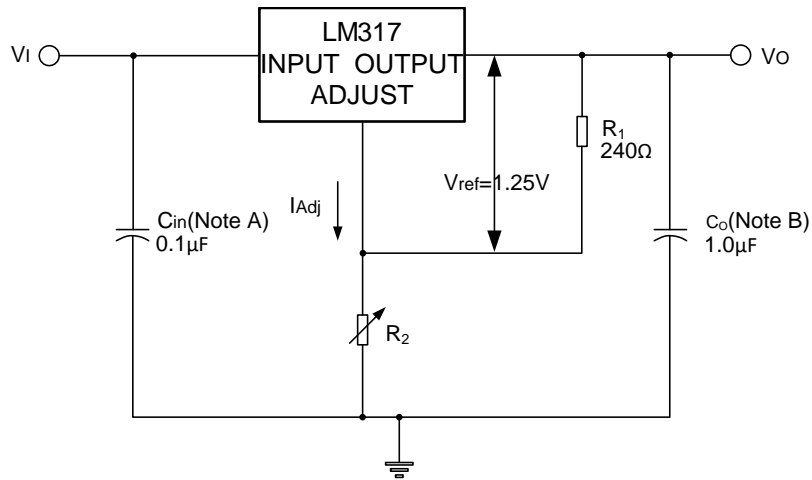 LM317
INPUT OUTPUT
ADJUST
VI
VO
R1
240Ω
Vref=1.25V
IAdj
Cin(Note A)
0.1µF
CO(Note B)
1.0µF
R2